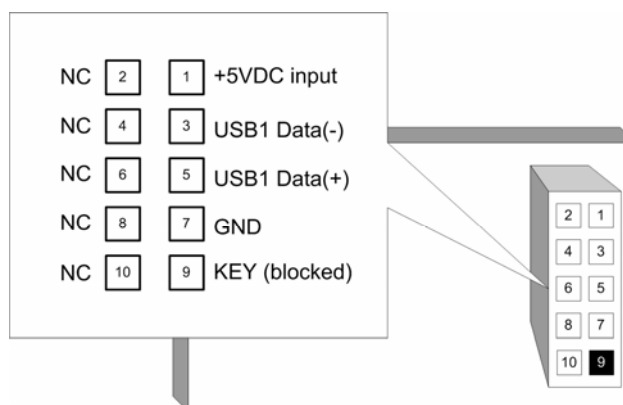 NC 2 1 +5VDC input
NC 4 3 USB1 Data(-)
NC 6 5 USB1 Data(+)
NC 8 7 GND
NC 10 9 KEY (blocked)
2 1
4 3
6 5
8 7
10 9